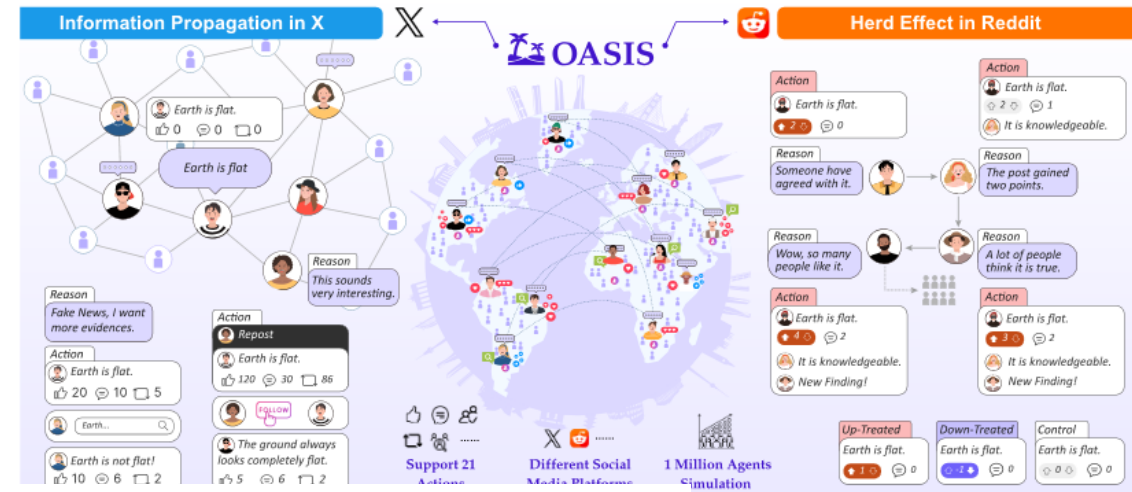 Information Propagation in X
OASIS
Herd Effect in Reddit
Earth is flat.
0 0 0
Earth is flat
Reason
This sounds
very interesting.
Reason
Fake News, I want
more evidences.
Action
Earth is flat.
20 10 5
Earth...
Earth is not flat!
10 6 2
Action
Repost
Earth is flat.
120 30 86
FOLLOW
The ground always
looks completely flat.
5 6 2
Support 21
Actions
Different Social
Media Platforms
1 Million Agents
Simulation
Action
Earth is flat.
2 0
Action
Earth is flat.
2 1
It is knowledgeable.
Reason
Someone have
agreed with it.
Reason
The post gained
two points.
Reason
Wow, so many
people like it.
Reason
A lot of people
think it is true.
Action
Earth is flat.
4 2
It is knowledgeable.
New Finding!
Action
Earth is flat.
3 2
It is knowledgeable.
New Finding!
Up-Treated
Earth is flat.
1 0
Down-Treated
Earth is flat.
-1 0
Control
Earth is flat.
0 0